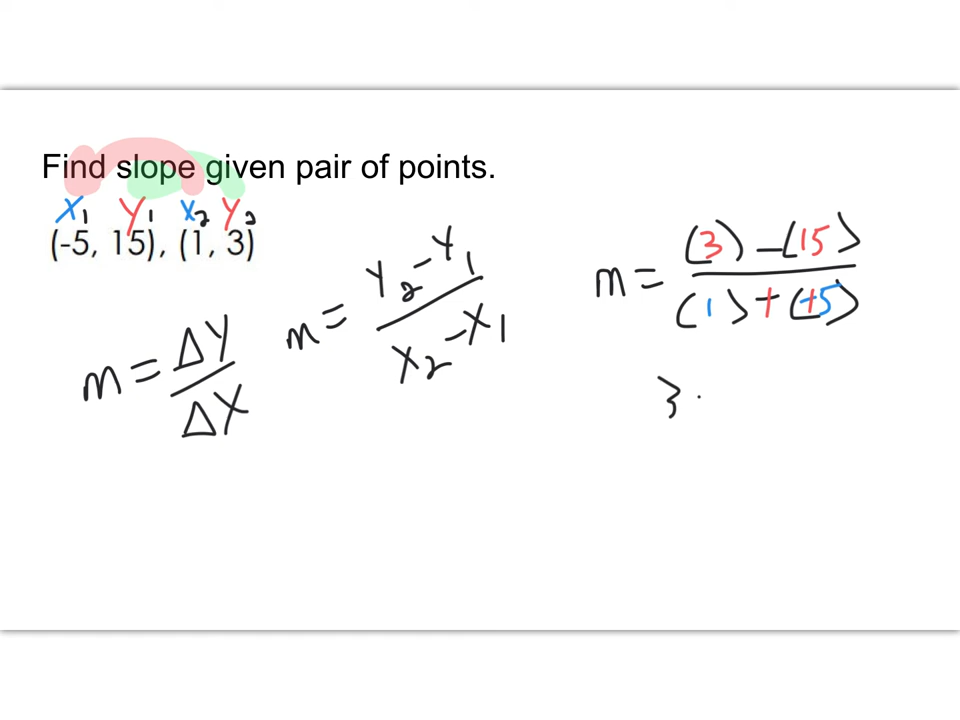 Find slope given pair of points.
X1 Y1 X2 Y2
(-5, 15), (1, 3)
m = ΔY/ΔX
m = Y2-Y1/X2-X1
m = (3) - (15)/(1) + (+5)
3